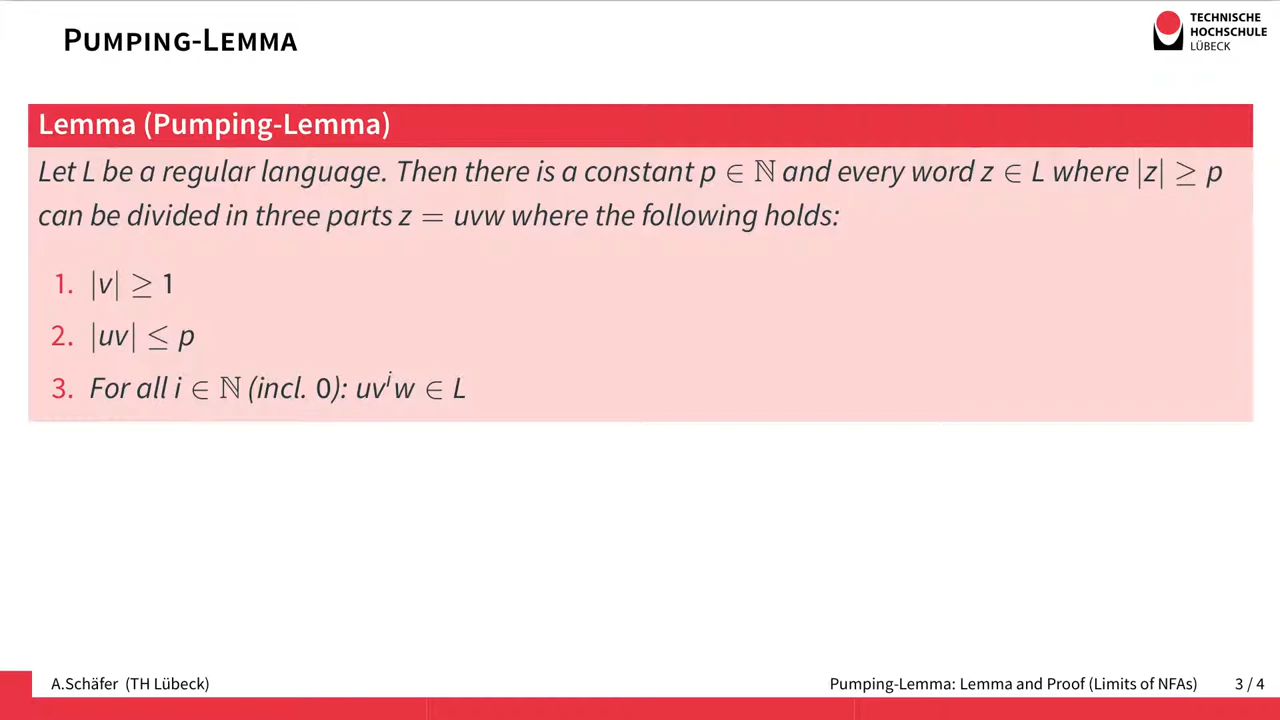 PUMPING-LEMMA
TECHNISCHE
HOCHSCHULE
LÜBECK
Lemma (Pumping-Lemma)
Let L be a regular language. Then there is a constant p ∈ ℕ and every word z ∈ L where |z| ≥ p
can be divided in three parts z = uvw where the following holds:
1. |v| ≥ 1
2. |uv| ≤ p
3. For all i ∈ ℕ (incl. 0): uvⁱw ∈ L
A.Schäfer (TH Lübeck)
Pumping-Lemma: Lemma and Proof (Limits of NFAs)
3 / 4